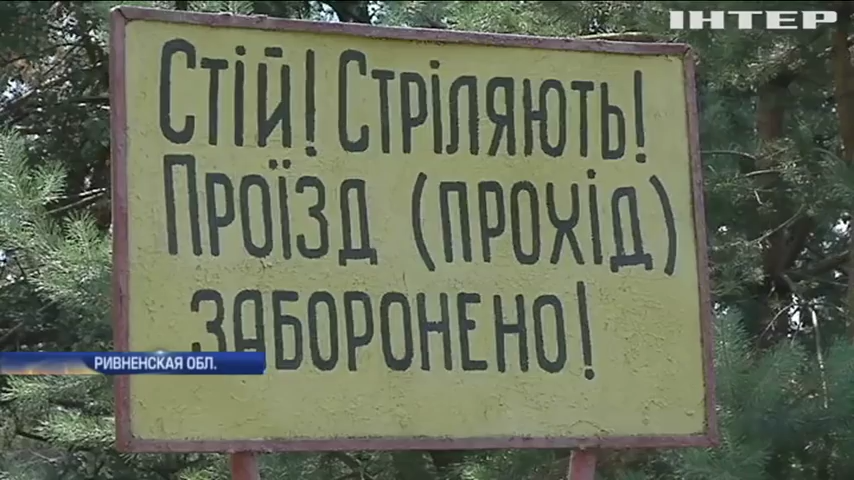 ІНТЕР
Стій! Стріляють!
Проїзд (прохід)
заборонено!
РИВНЕНСКАЯ ОБЛ.